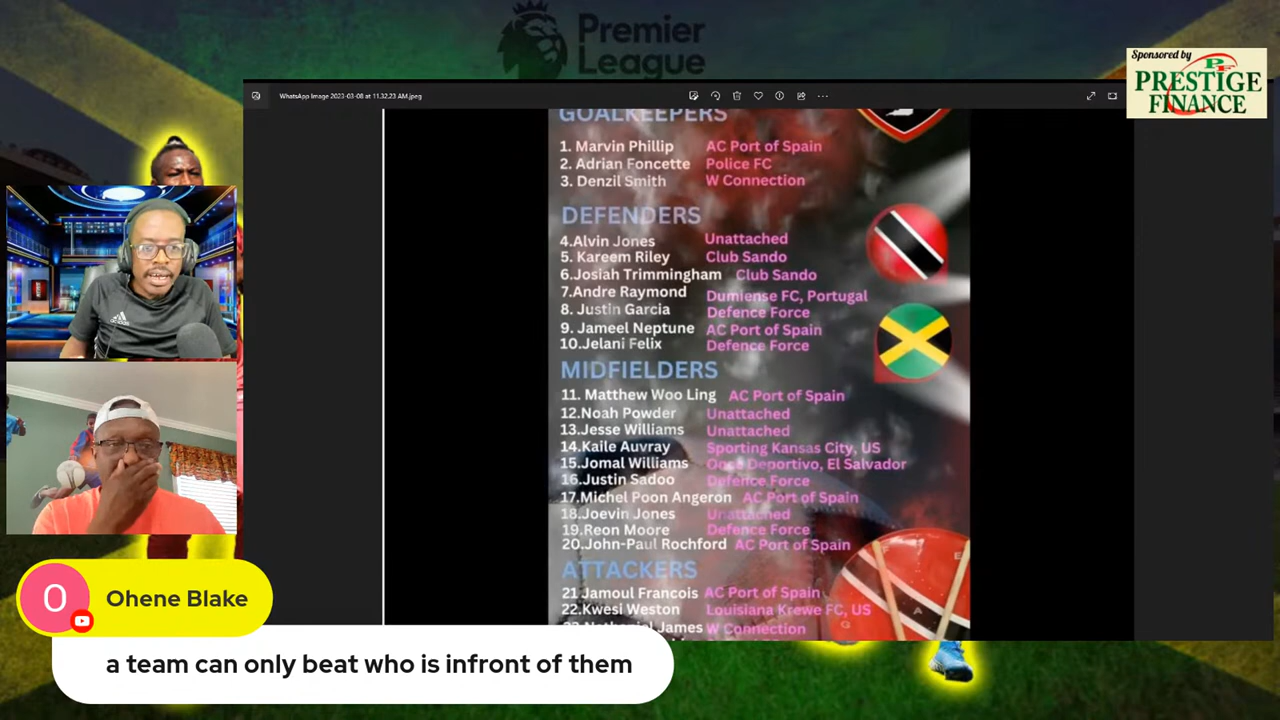 Premier
League
Sponsored by
PF
PRESTIGE
FINANCE
WhatsApp Image 2023-03-08 at 11.32.23 AM.jpeg
GOALKEEPERS
1. Marvin Phillip AC Port of Spain
2. Adrian Foncette Police FC
3. Denzil Smith W Connection
DEFENDERS
4.Alvin Jones Unattached
5. Kareem Riley Club Sando
6.Josiah Trimmingham Club Sando
7.Andre Raymond Dumiense FC, Portugal
8. Justin Garcia Defence Force
9. Jameel Neptune AC Port of Spain
10.Jelani Felix Defence Force
MIDFIELDERS
11. Matthew Woo Ling AC Port of Spain
12.Noah Powder Unattached
13.Jesse Williams Unattached
14.Kaile Auvray Sporting Kansas City, US
15.Jomal Williams Once Deportivo, El Salvador
16.Justin Sadoo Defence Force
17.Michel Poon Angeron AC Port of Spain
18.Joevin Jones Unattached
19.Reon Moore Defence Force
20.John-Paul Rochford AC Port of Spain
ATTACKERS
21 Jamoul Francois AC Port of Spain
22.Kwesi Weston Louisiana Krewe FC, US
James W Connection
O
Ohene Blake
a team can only beat who is infront of them